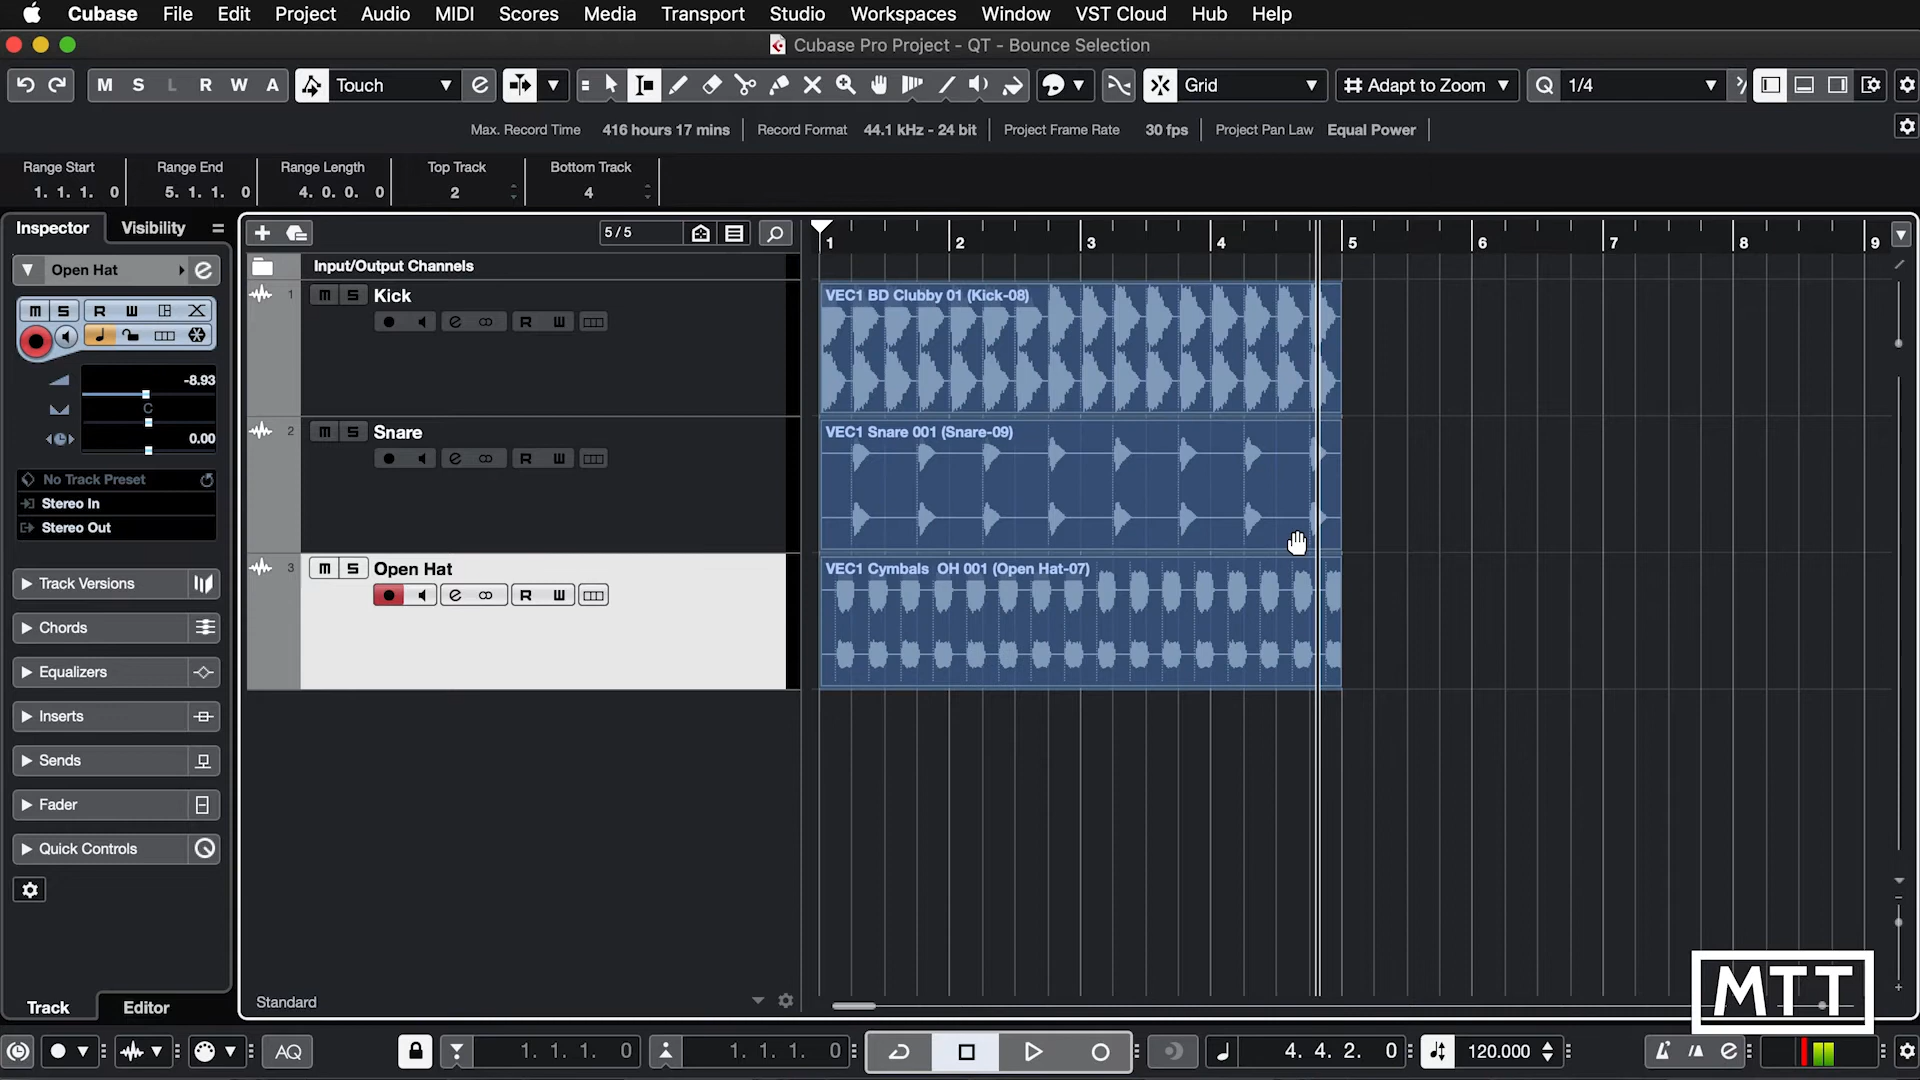 Cubase File Edit Project Audio MIDI Scores Media Transport Studio Workspaces Window VST Cloud Hub Help
Cubase Pro Project - QT - Bounce Selection
M S L R W A Touch Grid Adapt to Zoom Q 1/4
Max. Record Time 416 hours 17 mins Record Format 44.1 kHz - 24 bit Project Frame Rate 30 fps Project Pan Law Equal Power
Range Start Range End Range Length Top Track Bottom Track
1. 1. 1. 0 5. 1. 1. 0 4. 0. 0. 0 2 4
Inspector Visibility 5 / 5 1 2 3 4 5 6 7 8 9
Open Hat
Input/Output Channels
1 M S Kick
R W
VEC1 BD Clubby 01 (Kick-08)
M S R W
-8.93
C
0.00
2 M S Snare
R W
VEC1 Snare 001 (Snare-09)
No Track Preset
Stereo In
Stereo Out
3 M S Open Hat
R W
VEC1 Cymbals OH 001 (Open Hat-07)
Track Versions
Chords
Equalizers
Inserts
Sends
Fader
Quick Controls
Standard
Track Editor
MTT
AQ 1. 1. 1. 0 1. 1. 1. 0 4. 4. 2. 0 120.000